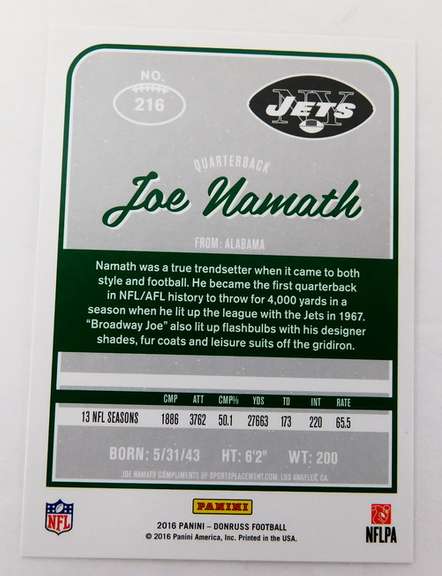 NO.
216
NY
JETS
QUARTERBACK
Joe Namath
FROM: ALABAMA
Namath was a true trendsetter when it came to both
style and football. He became the first quarterback
in NFL/AFL history to throw for 4,000 yards in a
season when he lit up the league with the Jets in 1967.
"Broadway Joe" also lit up flashbulbs with his designer
shades, fur coats and leisure suits off the gridiron.
CMP ATT CMP% YDS TD INT RATE
13 NFL SEASONS 1886 3762 50.1 27663 173 220 65.5
BORN: 5/31/43 HT: 6'2" WT: 200
JOE NAMATH COMPLIMENTS OF SPORTSPLACEMENT.COM, LOS ANGELES, CA.
NFL
PANINI
NFLPA
2016 PANINI – DONRUSS FOOTBALL
© 2016 Panini America, Inc. Printed in the USA.